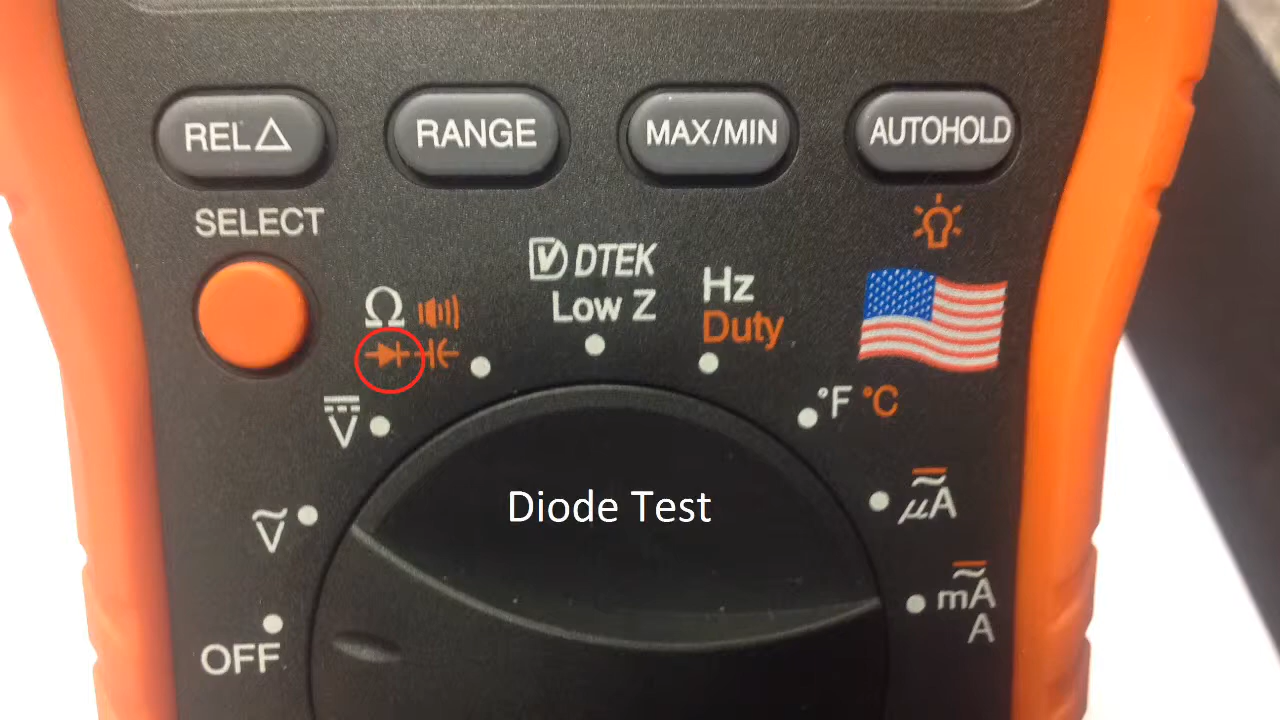 REL△
RANGE
MAX/MIN
AUTOHOLD
SELECT
Ω
V DTEK
Low Z
Hz
Duty
°F °C
V
Diode Test
μA
V
mA
A
OFF